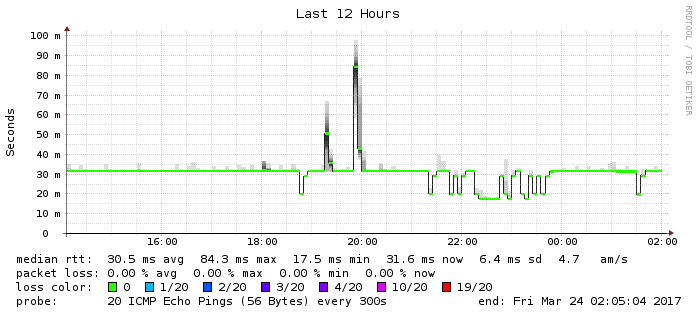 Last 12 Hours
RRDTOOL / TOBI OETIKER
Seconds
100 m
90 m
80 m
70 m
60 m
50 m
40 m
30 m
20 m
10 m
0
16:00 18:00 20:00 22:00 00:00 02:00
median rtt: 30.5 ms avg 84.3 ms max 17.5 ms min 31.6 ms now 6.4 ms sd 4.7 am/s
packet loss: 0.00 % avg 0.00 % max 0.00 % min 0.00 % now
loss color: 0 1/20 2/20 3/20 4/20 10/20 19/20
probe: 20 ICMP Echo Pings (56 Bytes) every 300s end: Fri Mar 24 02:05:04 2017